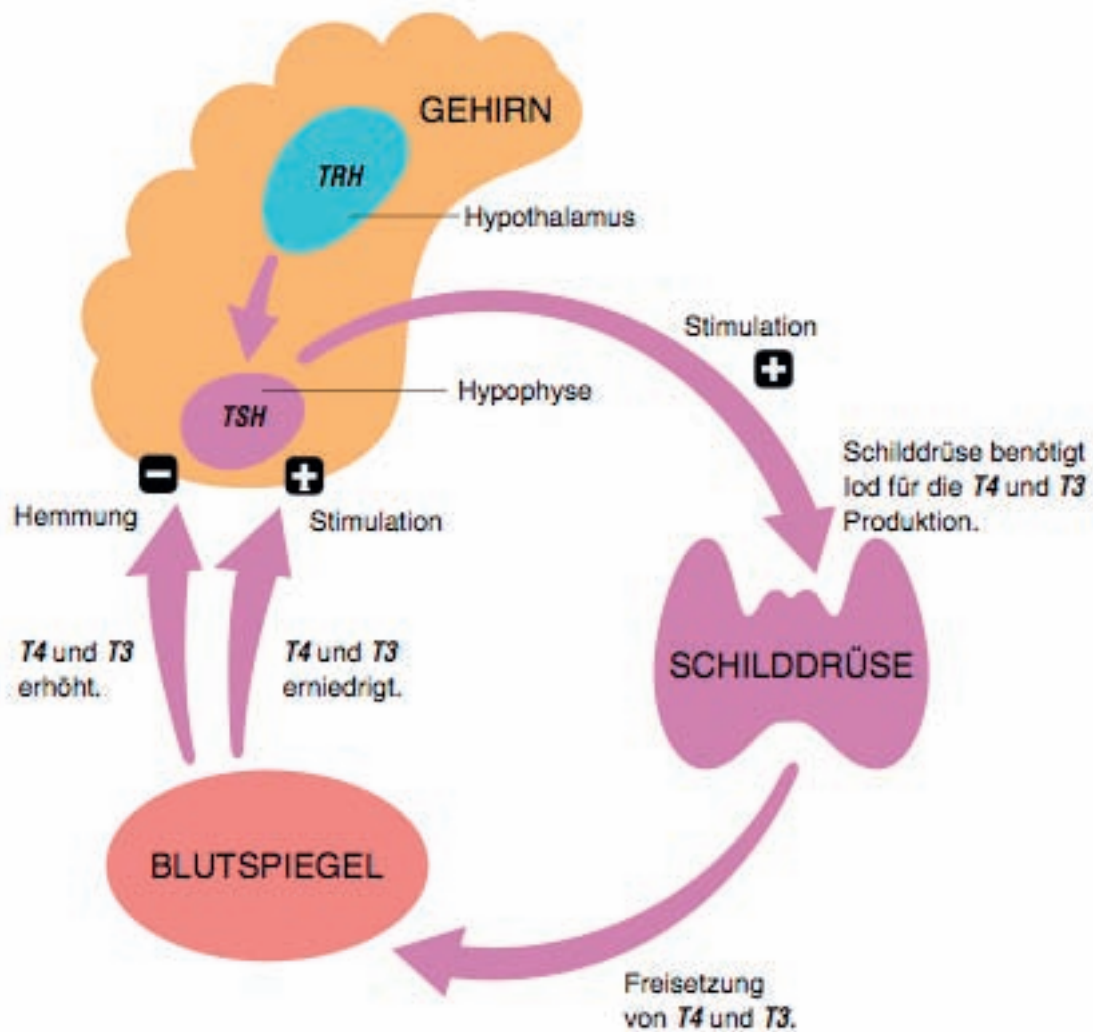 GEHIRN
TRH
Hypothalamus
Stimulation
+
Hypophyse
TSH
Schilddrüse benötigt
Iod für die T4 und T3
Produktion.
−
+
Hemmung
Stimulation
T4 und T3
erhöht.
T4 und T3
erniedrigt.
SCHILDDRÜSE
BLUTSPIEGEL
Freisetzung
von T4 und T3.